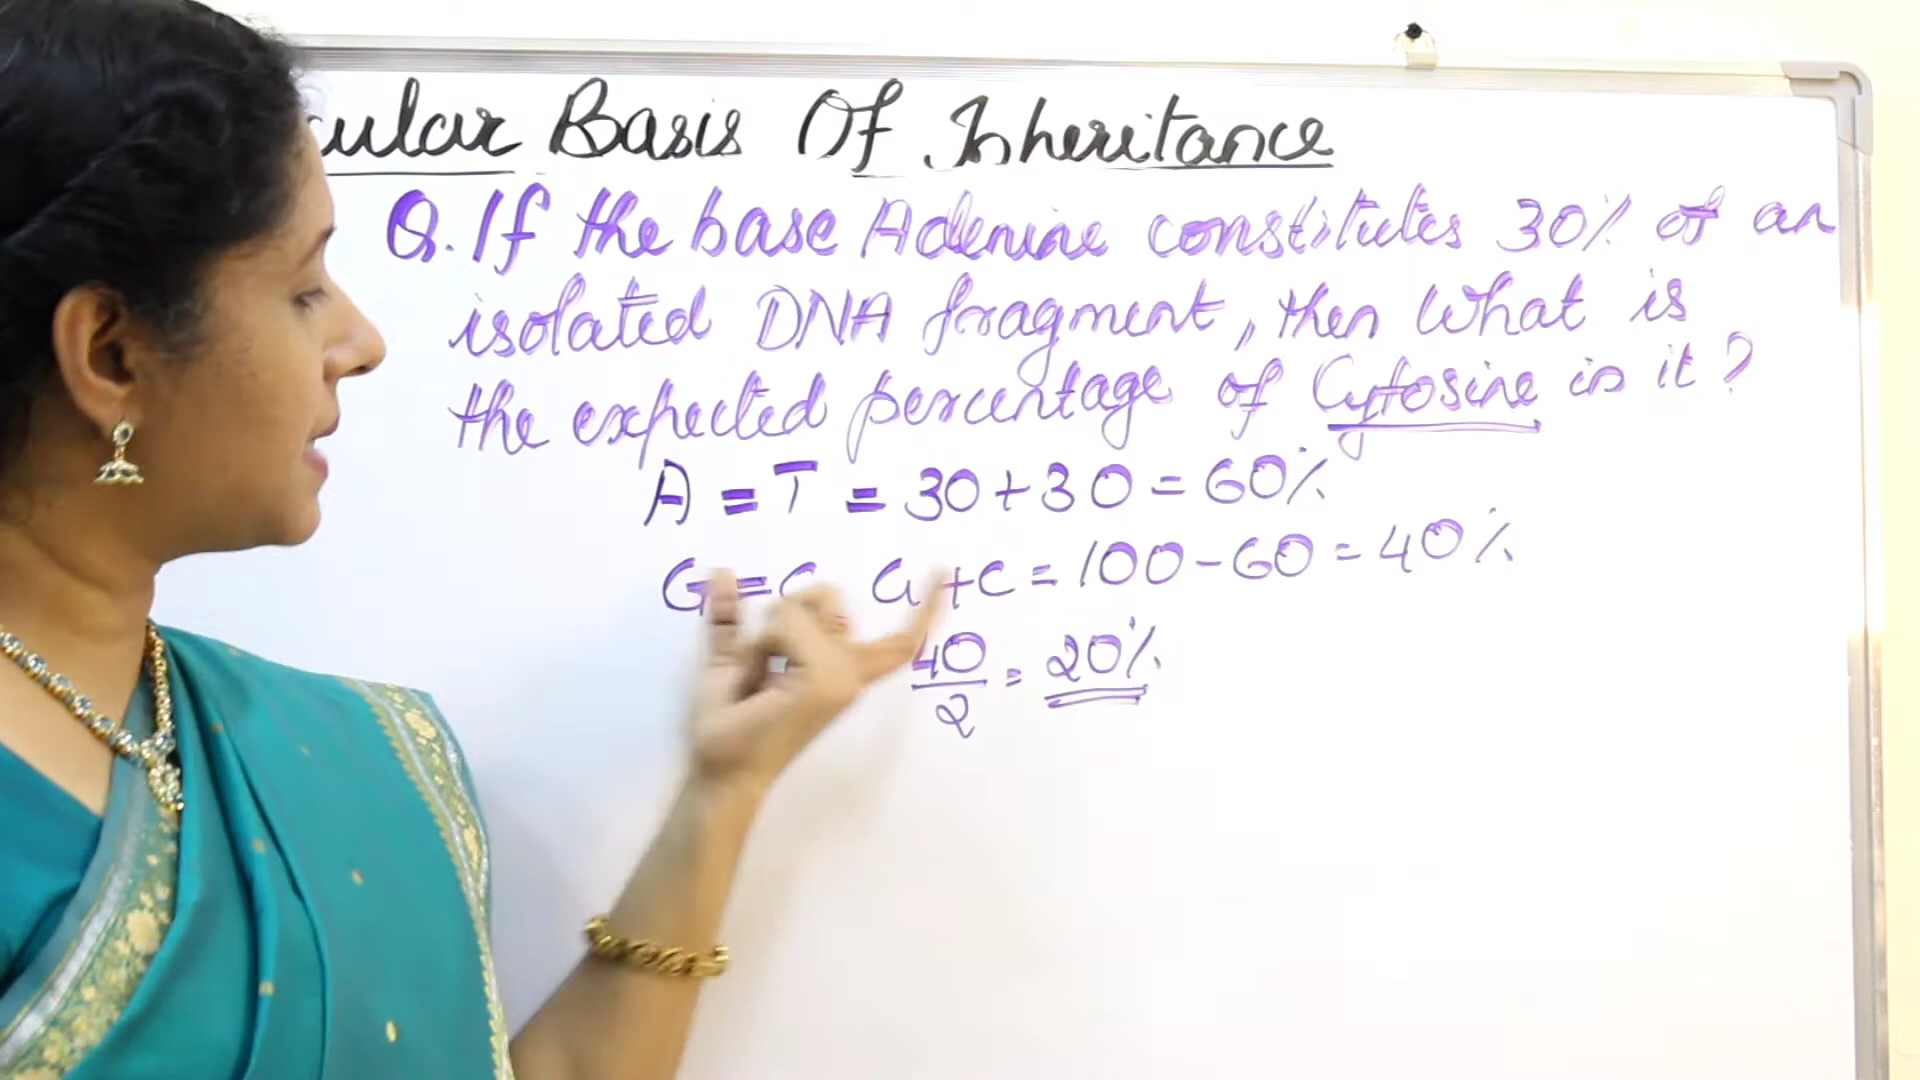 cular Basis Of Inheritance
Q. If the base Adenine constitutes 30% of an
isolated DNA fragment, then What is
the expected percentage of Cytosine in it?
A = T = 30 + 30 = 60%
G = C G + C = 100 - 60 = 40%
40/2 = 20%